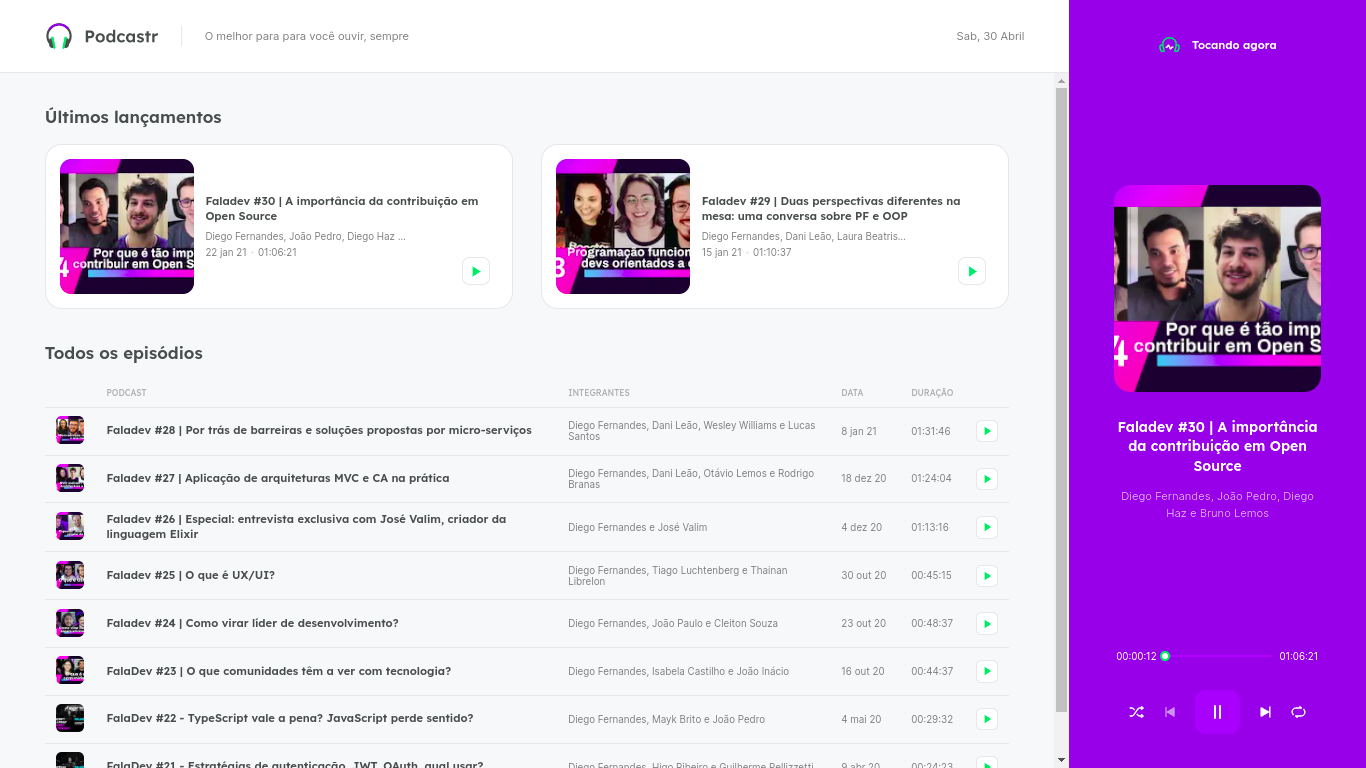 Podcastr
O melhor para para você ouvir, sempre
Sab, 30 Abril
Últimos lançamentos
Por que é tão imp
4 contribuir em Open S
Faladev #30 | A importância da contribuição em
Open Source
Diego Fernandes, João Pedro, Diego Haz ...
22 jan 21 · 01:06:21
Programação funcion
3 devs orientados a
Faladev #29 | Duas perspectivas diferentes na
mesa: uma conversa sobre PF e OOP
Diego Fernandes, Dani Leão, Laura Beatris...
15 jan 21 · 01:10:37
Todos os episódios
PODCAST INTEGRANTES DATA DURAÇÃO
Faladev #28 | Por trás de barreiras e soluções propostas por micro-serviços
Diego Fernandes, Dani Leão, Wesley Williams e Lucas
Santos
8 jan 21 01:31:46
Faladev #27 | Aplicação de arquiteturas MVC e CA na prática
Diego Fernandes, Dani Leão, Otávio Lemos e Rodrigo
Branas
18 dez 20 01:24:04
Faladev #26 | Especial: entrevista exclusiva com José Valim, criador da
linguagem Elixir
Diego Fernandes e José Valim
4 dez 20 01:13:16
Faladev #25 | O que é UX/UI?
Diego Fernandes, Tiago Luchtenberg e Thainan
Librelon
30 out 20 00:45:15
Faladev #24 | Como virar líder de desenvolvimento?
Diego Fernandes, João Paulo e Cleiton Souza
23 out 20 00:48:37
FalaDev #23 | O que comunidades têm a ver com tecnologia?
Diego Fernandes, Isabela Castilho e João Inácio
16 out 20 00:44:37
FalaDev #22 - TypeScript vale a pena? JavaScript perde sentido?
Diego Fernandes, Mayk Brito e João Pedro
4 mai 20 00:29:32
FalaDev #21 - Estratégias de autenticação, JWT, OAuth, qual usar?
Diego Fernandes, Higo Ribeiro e Guilherme Pellizzetti
9 abr 20 00:24:23
Tocando agora
Por que é tão imp
4 contribuir em Open S
Faladev #30 | A importância
da contribuição em Open
Source
Diego Fernandes, João Pedro, Diego
Haz e Bruno Lemos
00:00:12 01:06:21